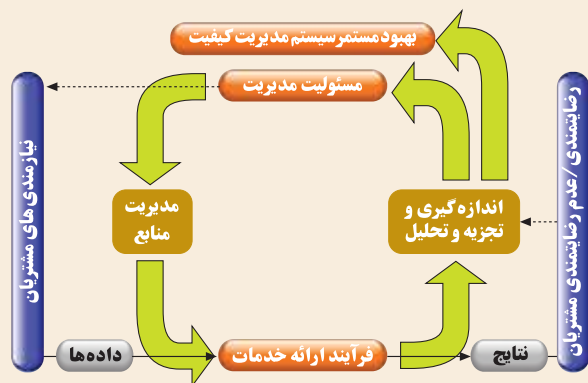 بهبود مستمر سیستم مدیریت کیفیت
مسئولیت مدیریت
نیازمندی های مشتریان
رضایتمندی/عدم رضایتمندی مشتریان
مدیریت
منابع
اندازه گیری و
تجزیه و تحلیل
داده‌ها
فرآیند ارائه خدمات
نتایج